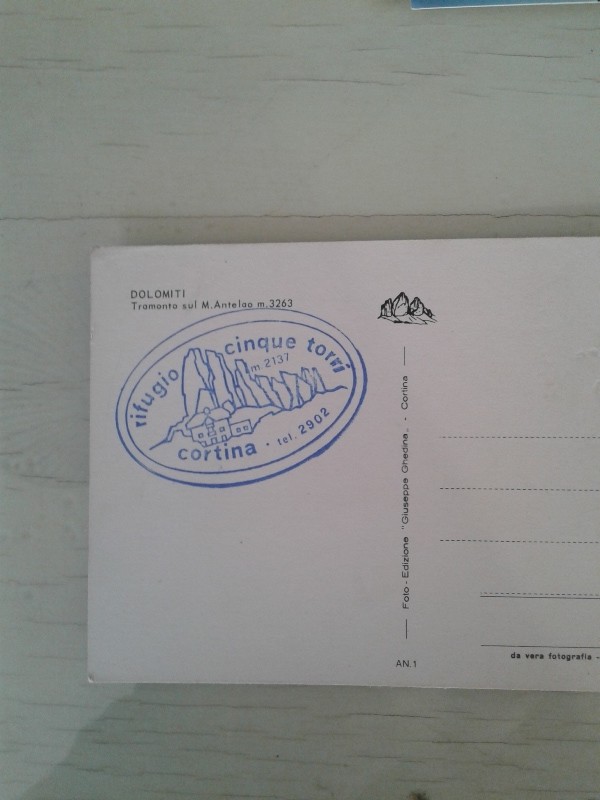 DOLOMITI
Tramonto sul M.Antelao m.3263
rifugio cinque torri
m.2137
cortina · tel. 2902
Foto - Edizione "Giuseppe Ghedina„ - Cortina
AN.1
da vera fotografia -